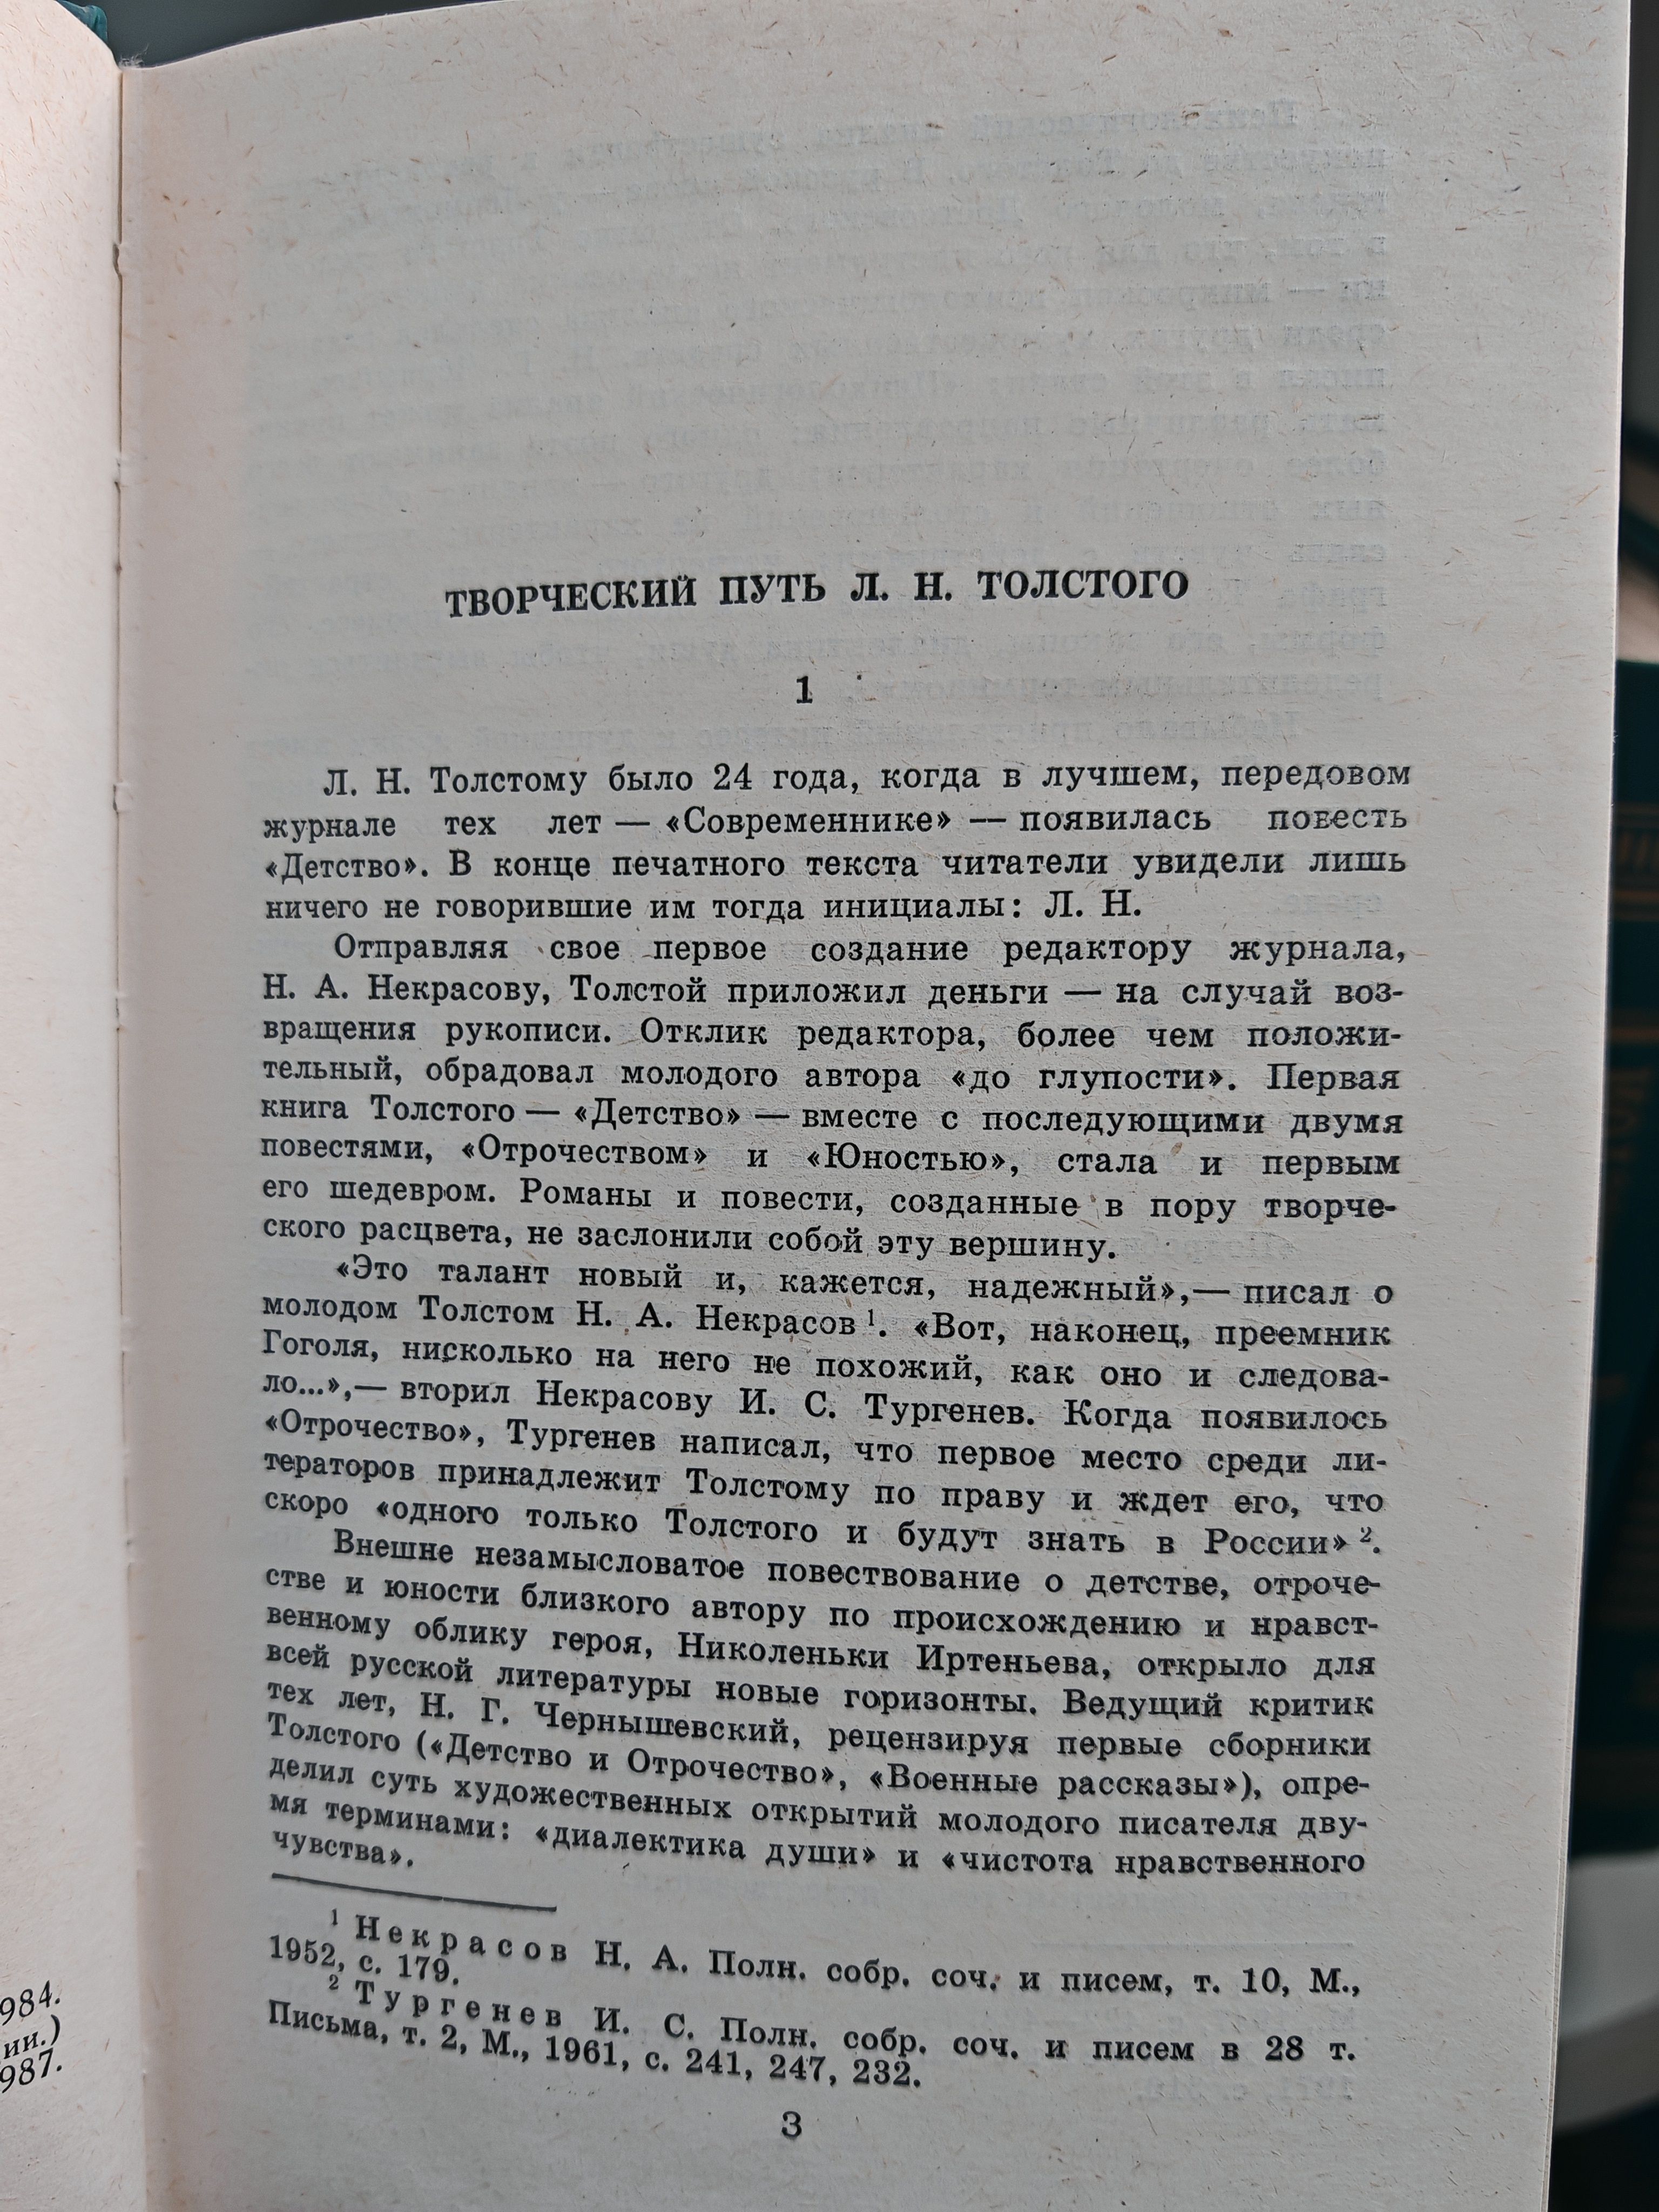 ТВОРЧЕСКИЙ ПУТЬ Л. Н. ТОЛСТОГО
1
Л. Н. Толстому было 24 года, когда в лучшем, передовом
журнале тех лет — «Современнике» — появилась повесть
«Детство». В конце печатного текста читатели увидели лишь
ничего не говорившие им тогда инициалы: Л. Н.
Отправляя свое первое создание редактору журнала,
Н. А. Некрасову, Толстой приложил деньги — на случай воз-
вращения рукописи. Отклик редактора, более чем положи-
тельный, обрадовал молодого автора «до глупости». Первая
книга Толстого — «Детство» — вместе с последующими двумя
повестями, «Отрочеством» и «Юностью», стала и первым
его шедевром. Романы и повести, созданные в пору творче-
ского расцвета, не заслонили собой эту вершину.
«Это талант новый и, кажется, надежный»,— писал о
молодом Толстом Н. А. Некрасов ¹. «Вот, наконец, преемник
Гоголя, нисколько на него не похожий, как оно и следова-
ло...»,— вторил Некрасову И. С. Тургенев. Когда появилось
«Отрочество», Тургенев написал, что первое место среди ли-
тераторов принадлежит Толстому по праву и ждет его, что
скоро «одного только Толстого и будут знать в России» ².
Внешне незамысловатое повествование о детстве, отроче-
стве и юности близкого автору по происхождению и нравст-
венному облику героя, Николеньки Иртеньева, открыло для
всей русской литературы новые горизонты. Ведущий критик
тех лет, Н. Г. Чернышевский, рецензируя первые сборники
Толстого («Детство и Отрочество», «Военные рассказы»), опре-
делил суть художественных открытий молодого писателя дву-
мя терминами: «диалектика души» и «чистота нравственного
чувства».
¹ Некрасов Н. А. Полн. собр. соч. и писем, т. 10, М.,
1952, с. 179.
² Тургенев И. С. Полн. собр. соч. и писем в 28 т.
Письма, т. 2, М., 1961, с. 241, 247, 232.
3
984.
ии.)
987.